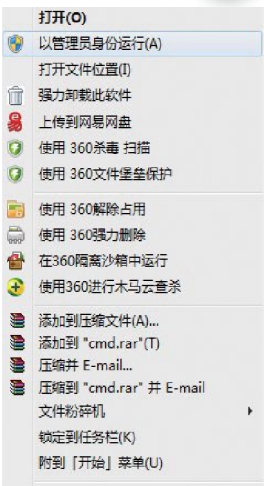 打开(O)
以管理员身份运行(A)
打开文件位置(I)
强力卸载此软件
上传到网易网盘
使用 360杀毒 扫描
使用 360文件堡垒保护
使用 360解除占用
使用 360强力删除
在360隔离沙箱中运行
使用360进行木马云查杀
添加到压缩文件(A)...
添加到 "cmd.rar"(T)
压缩并 E-mail...
压缩到 "cmd.rar" 并 E-mail
文件粉碎机
锁定到任务栏(K)
附到「开始」菜单(U)